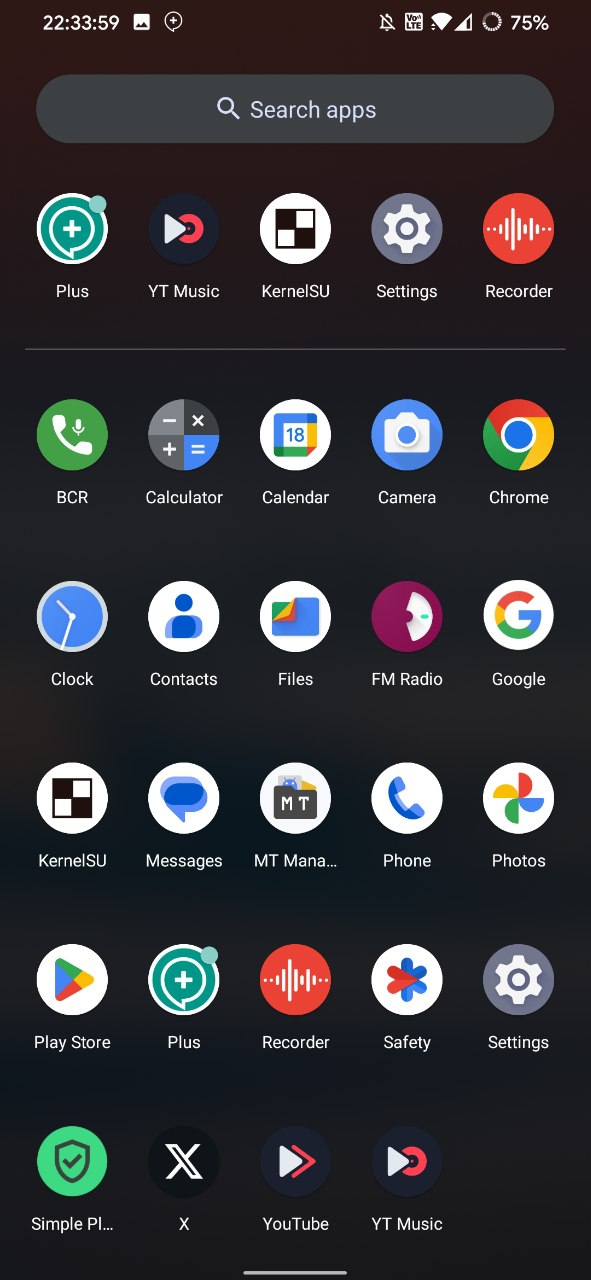 22:33:59 Vo) LTE 75%
Search apps
Plus YT Music KernelSU Settings Recorder
18
BCR Calculator Calendar Camera Chrome
Clock Contacts Files FM Radio Google
MT
KernelSU Messages MT Mana... Phone Photos
Play Store Plus Recorder Safety Settings
Simple Pl... X YouTube YT Music